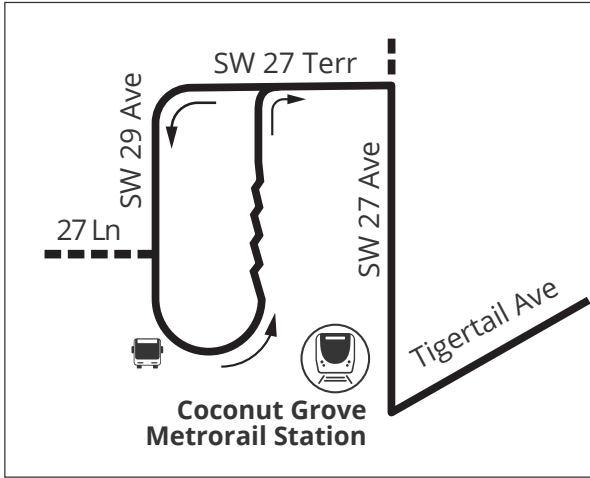 SW 27 Terr
SW 29 Ave
27 Ln
SW 27 Ave
Tigertail Ave
Coconut Grove
Metrorail Station